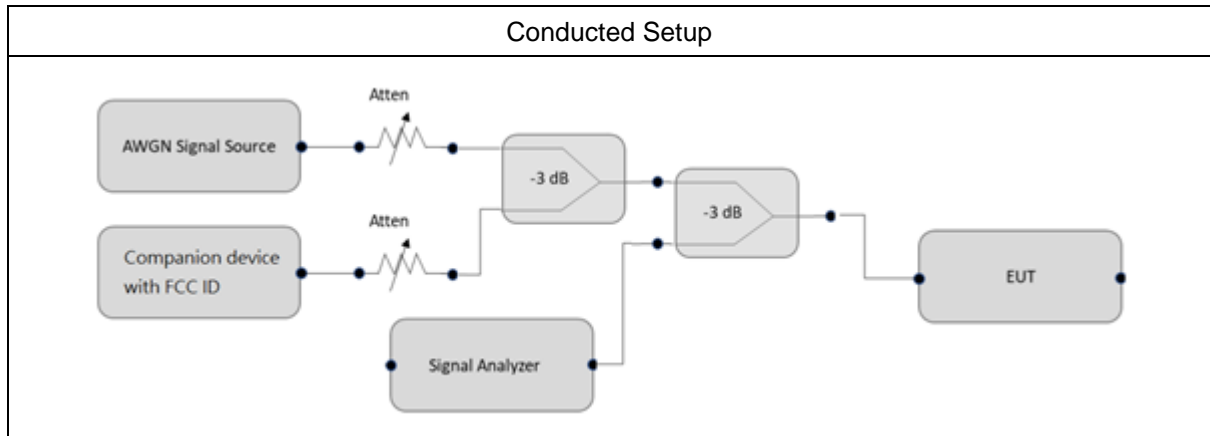 Conducted Setup
Atten
AWGN Signal Source
-3 dB
-3 dB
Atten
Companion device
with FCC ID
EUT
Signal Analyzer